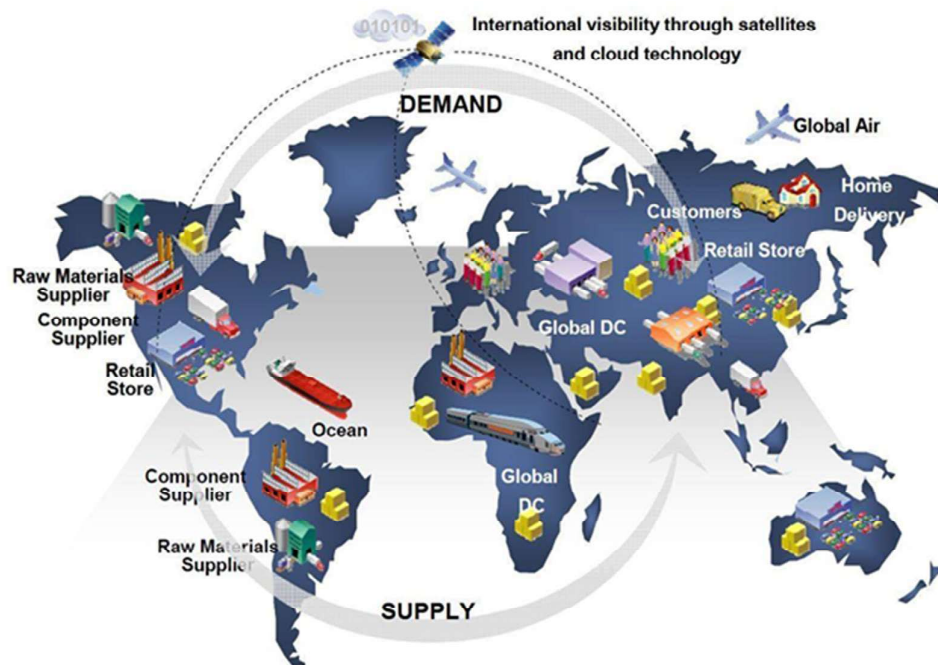 010101
International visibility through satellites
and cloud technology
DEMAND
Global Air
Home
Delivery
Customers
Retail Store
Raw Materials
Supplier
Component
Supplier
Global DC
Retail
Store
Ocean
Component
Supplier
Global
DC
Raw Materials
Supplier
SUPPLY